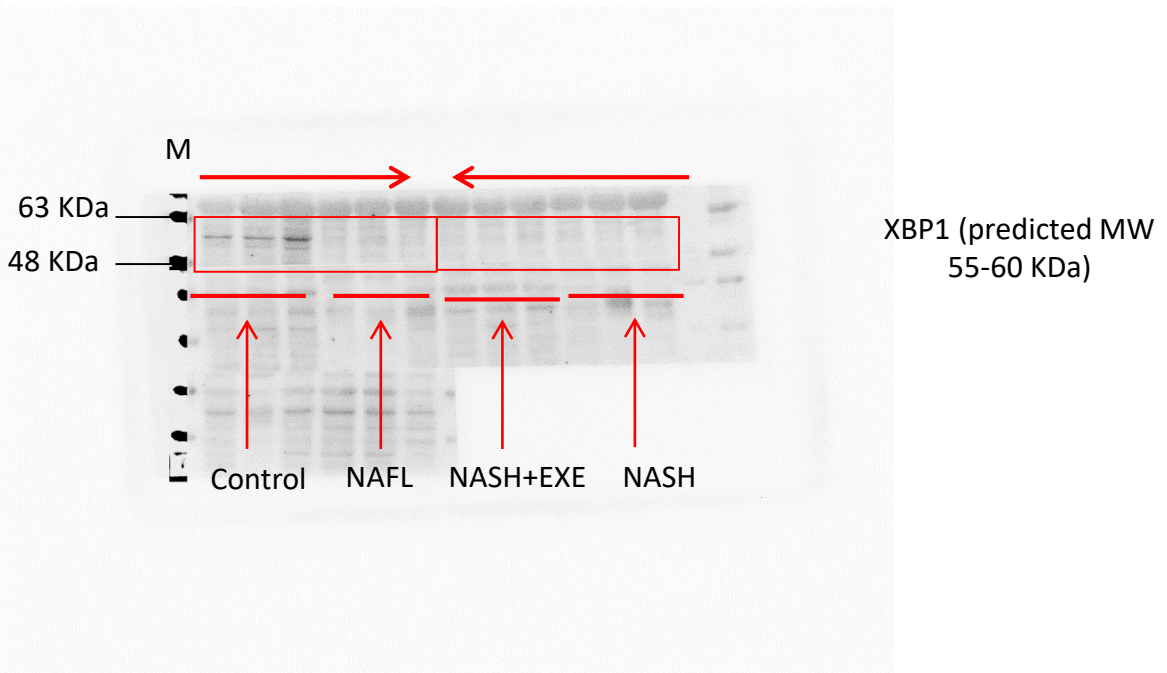 M
63 KDa
48 KDa
XBP1 (predicted MW
55-60 KDa)
Control
NAFL
NASH+EXE
NASH